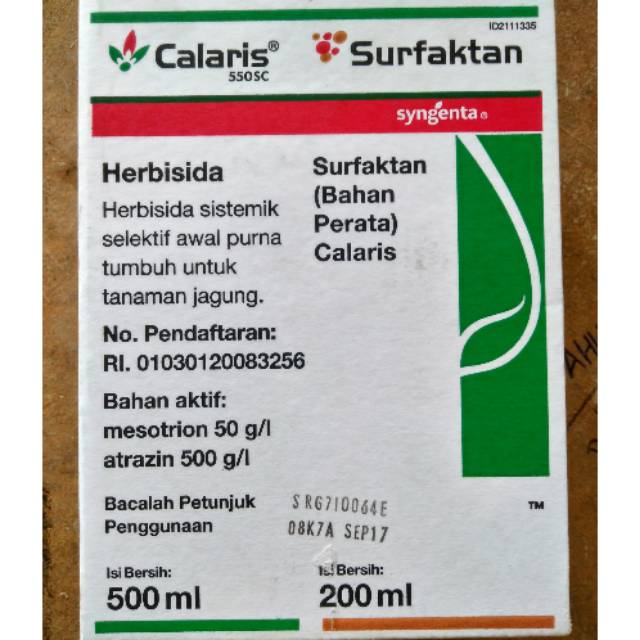 ID2111335
Calaris®
550SC
Surfaktan
syngenta®
Herbisida
Herbisida sistemik
selektif awal purna
tumbuh untuk
tanaman jagung.
No. Pendaftaran:
RI. 01030120083256
Bahan aktif:
mesotrion 50 g/l
atrazin 500 g/l
Surfaktan
(Bahan
Perata)
Calaris
Bacalah Petunjuk
Penggunaan
SRG7I0064E
08K7A SEP17
TM
Isi Bersih:
500 ml
Isi Bersih:
200 ml